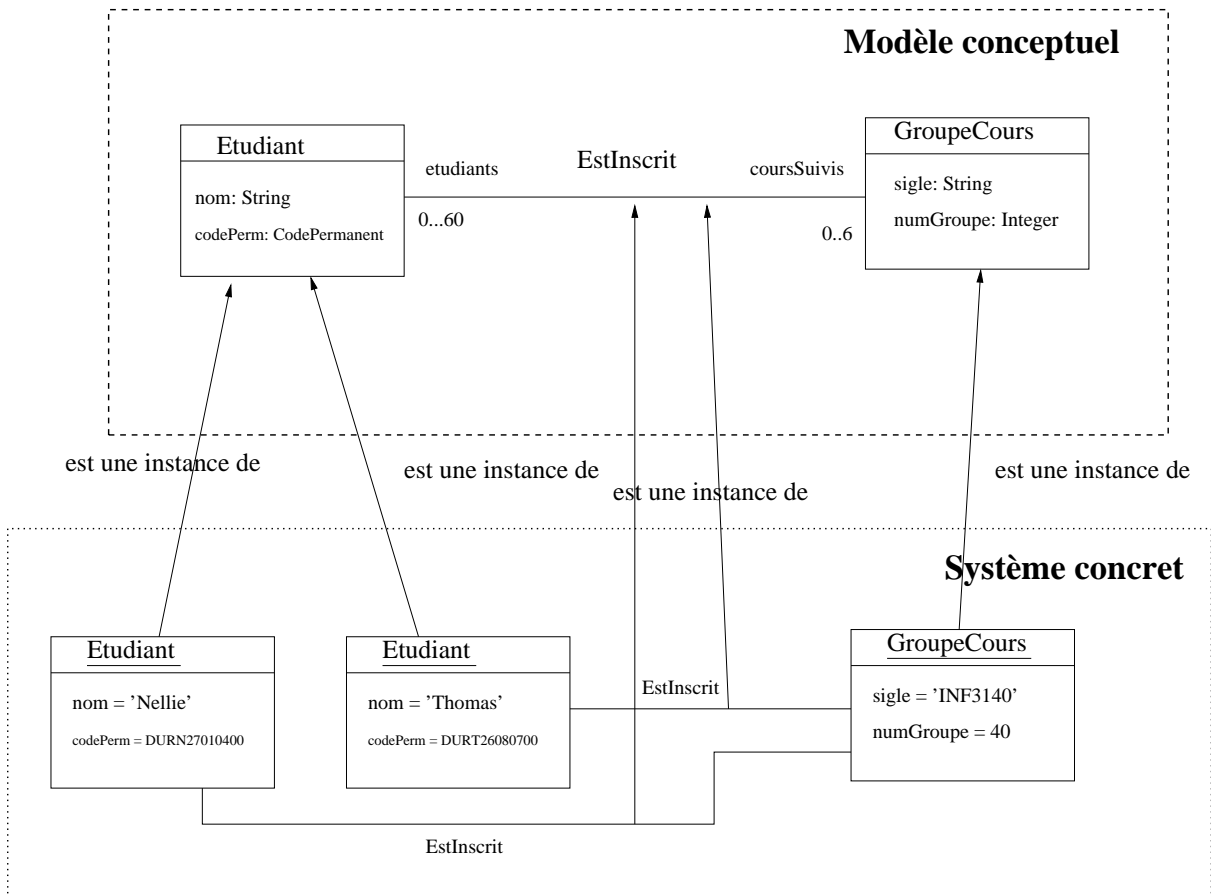 Modèle conceptuel
Etudiant
nom: String
codePerm: CodePermanent
etudiants
0...60
EstInscrit
coursSuivis
0..6
GroupeCours
sigle: String
numGroupe: Integer
est une instance de
est une instance de
est une instance de
est une instance de
Système concret
Etudiant
nom = ’Nellie’
codePerm = DURN27010400
Etudiant
nom = ’Thomas’
codePerm = DURT26080700
EstInscrit
GroupeCours
sigle = ’INF3140’
numGroupe = 40
EstInscrit